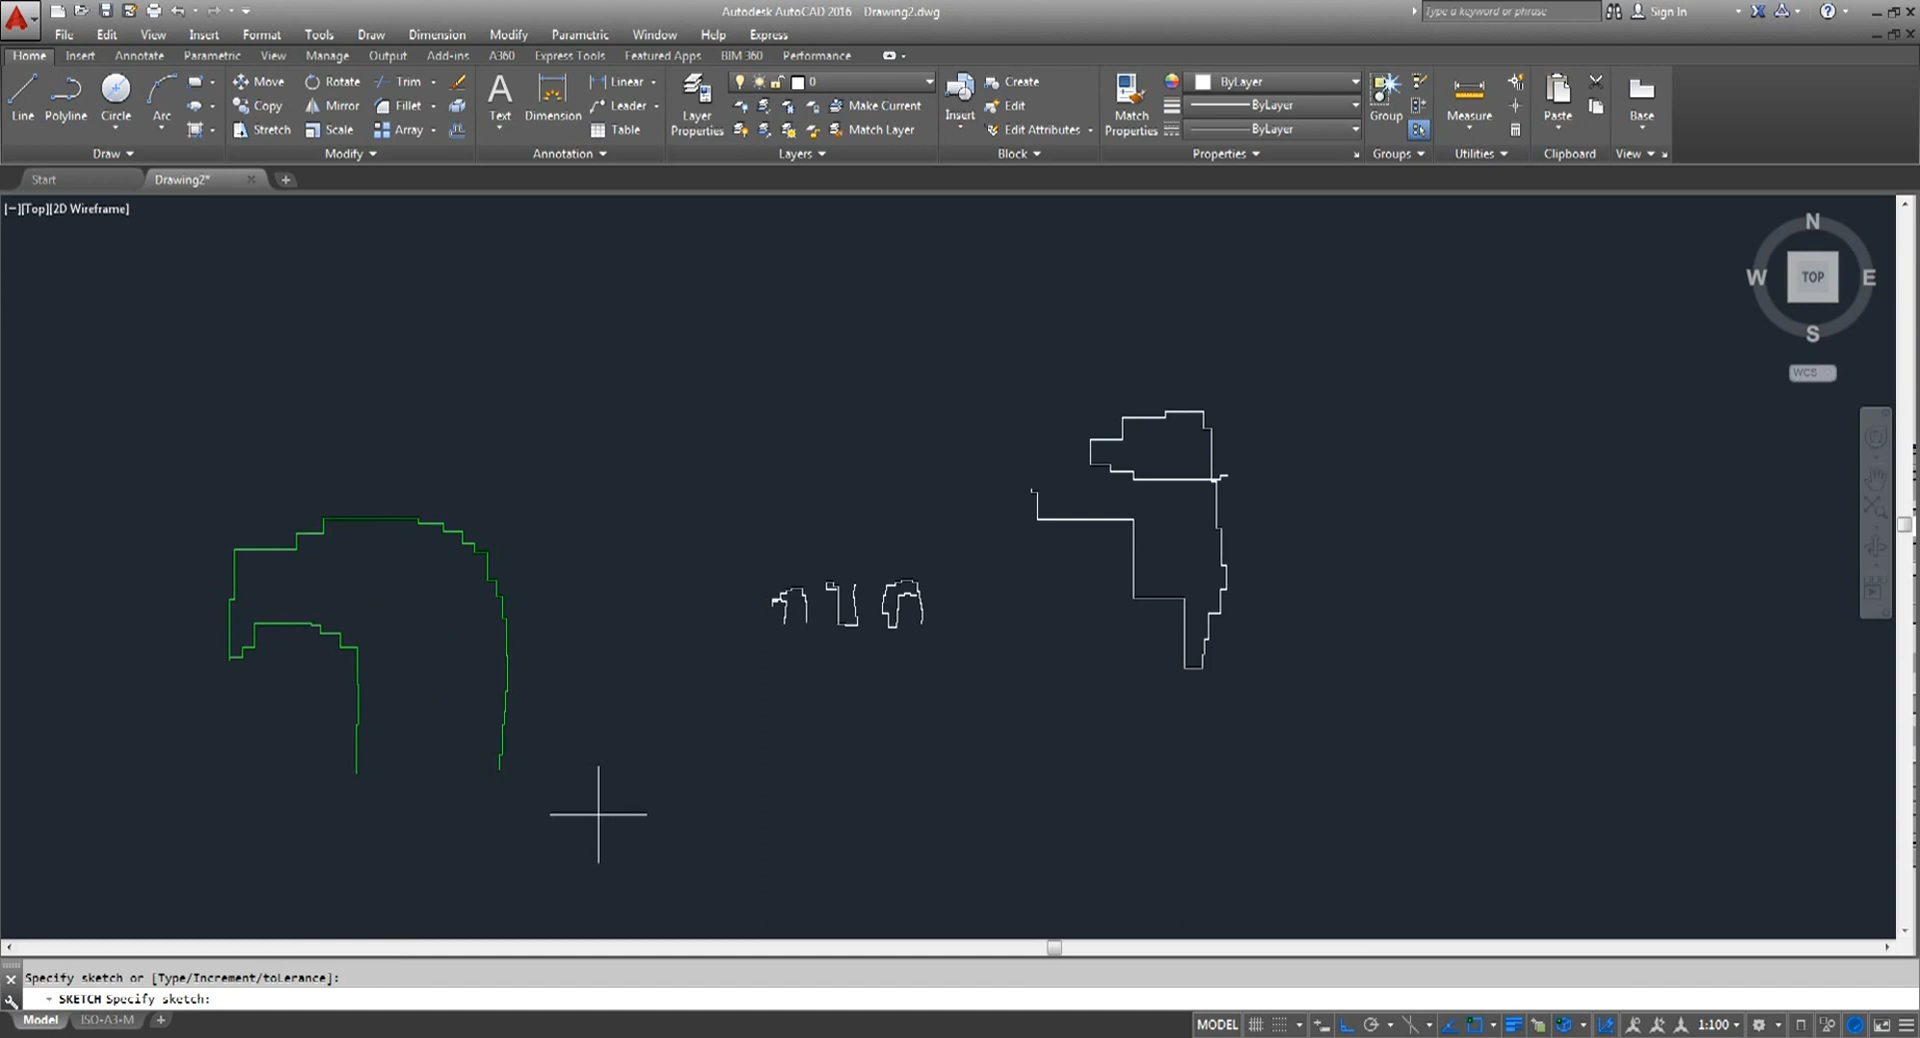 Autodesk AutoCAD 2016 Drawing2.dwg
Type a keyword or phrase
Sign In
File Edit View Insert Format Tools Draw Dimension Modify Parametric Window Help Express
Home Insert Annotate Parametric View Manage Output Add-ins A360 Express Tools Featured Apps BIM 360 Performance
Line Polyline Circle Arc
Move Rotate Trim
Copy Mirror Fillet
Stretch Scale Array
Text Dimension
Linear
Leader
Table
Layer Properties
0
Make Current
Match Layer
Insert
Create
Edit
Edit Attributes
Match Properties
ByLayer
ByLayer
ByLayer
Group
Measure
Paste
Base
Draw Modify Annotation Layers Block Properties Groups Utilities Clipboard View
Start Drawing2*
[−][Top][2D Wireframe]
N
W TOP E
S
WCS
Specify sketch or [Type/Increment/toLerance]:
SKETCH Specify sketch:
Model ISO-A3-M
MODEL 1:100